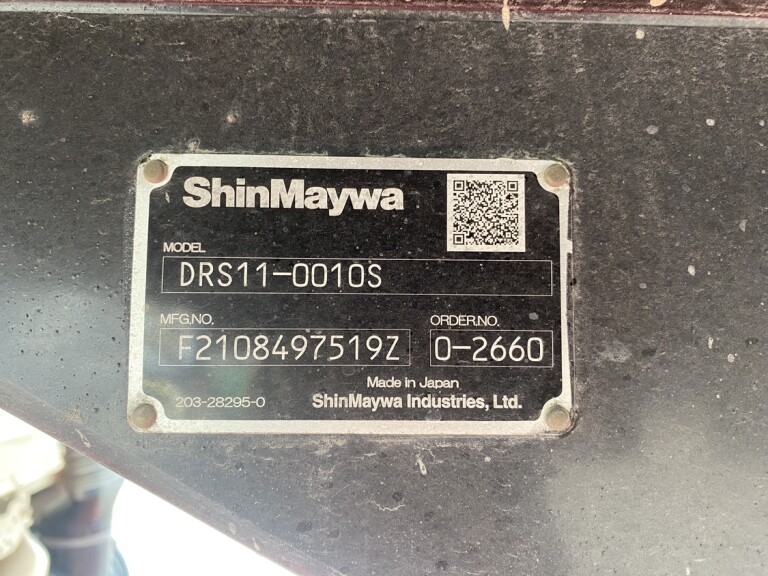 ShinMaywa
MODEL
DRS11-0010S
MFG.NO. ORDER.NO.
F2108497519Z 0-2660
Made in Japan
203-28295-0 ShinMaywa Industries, Ltd.